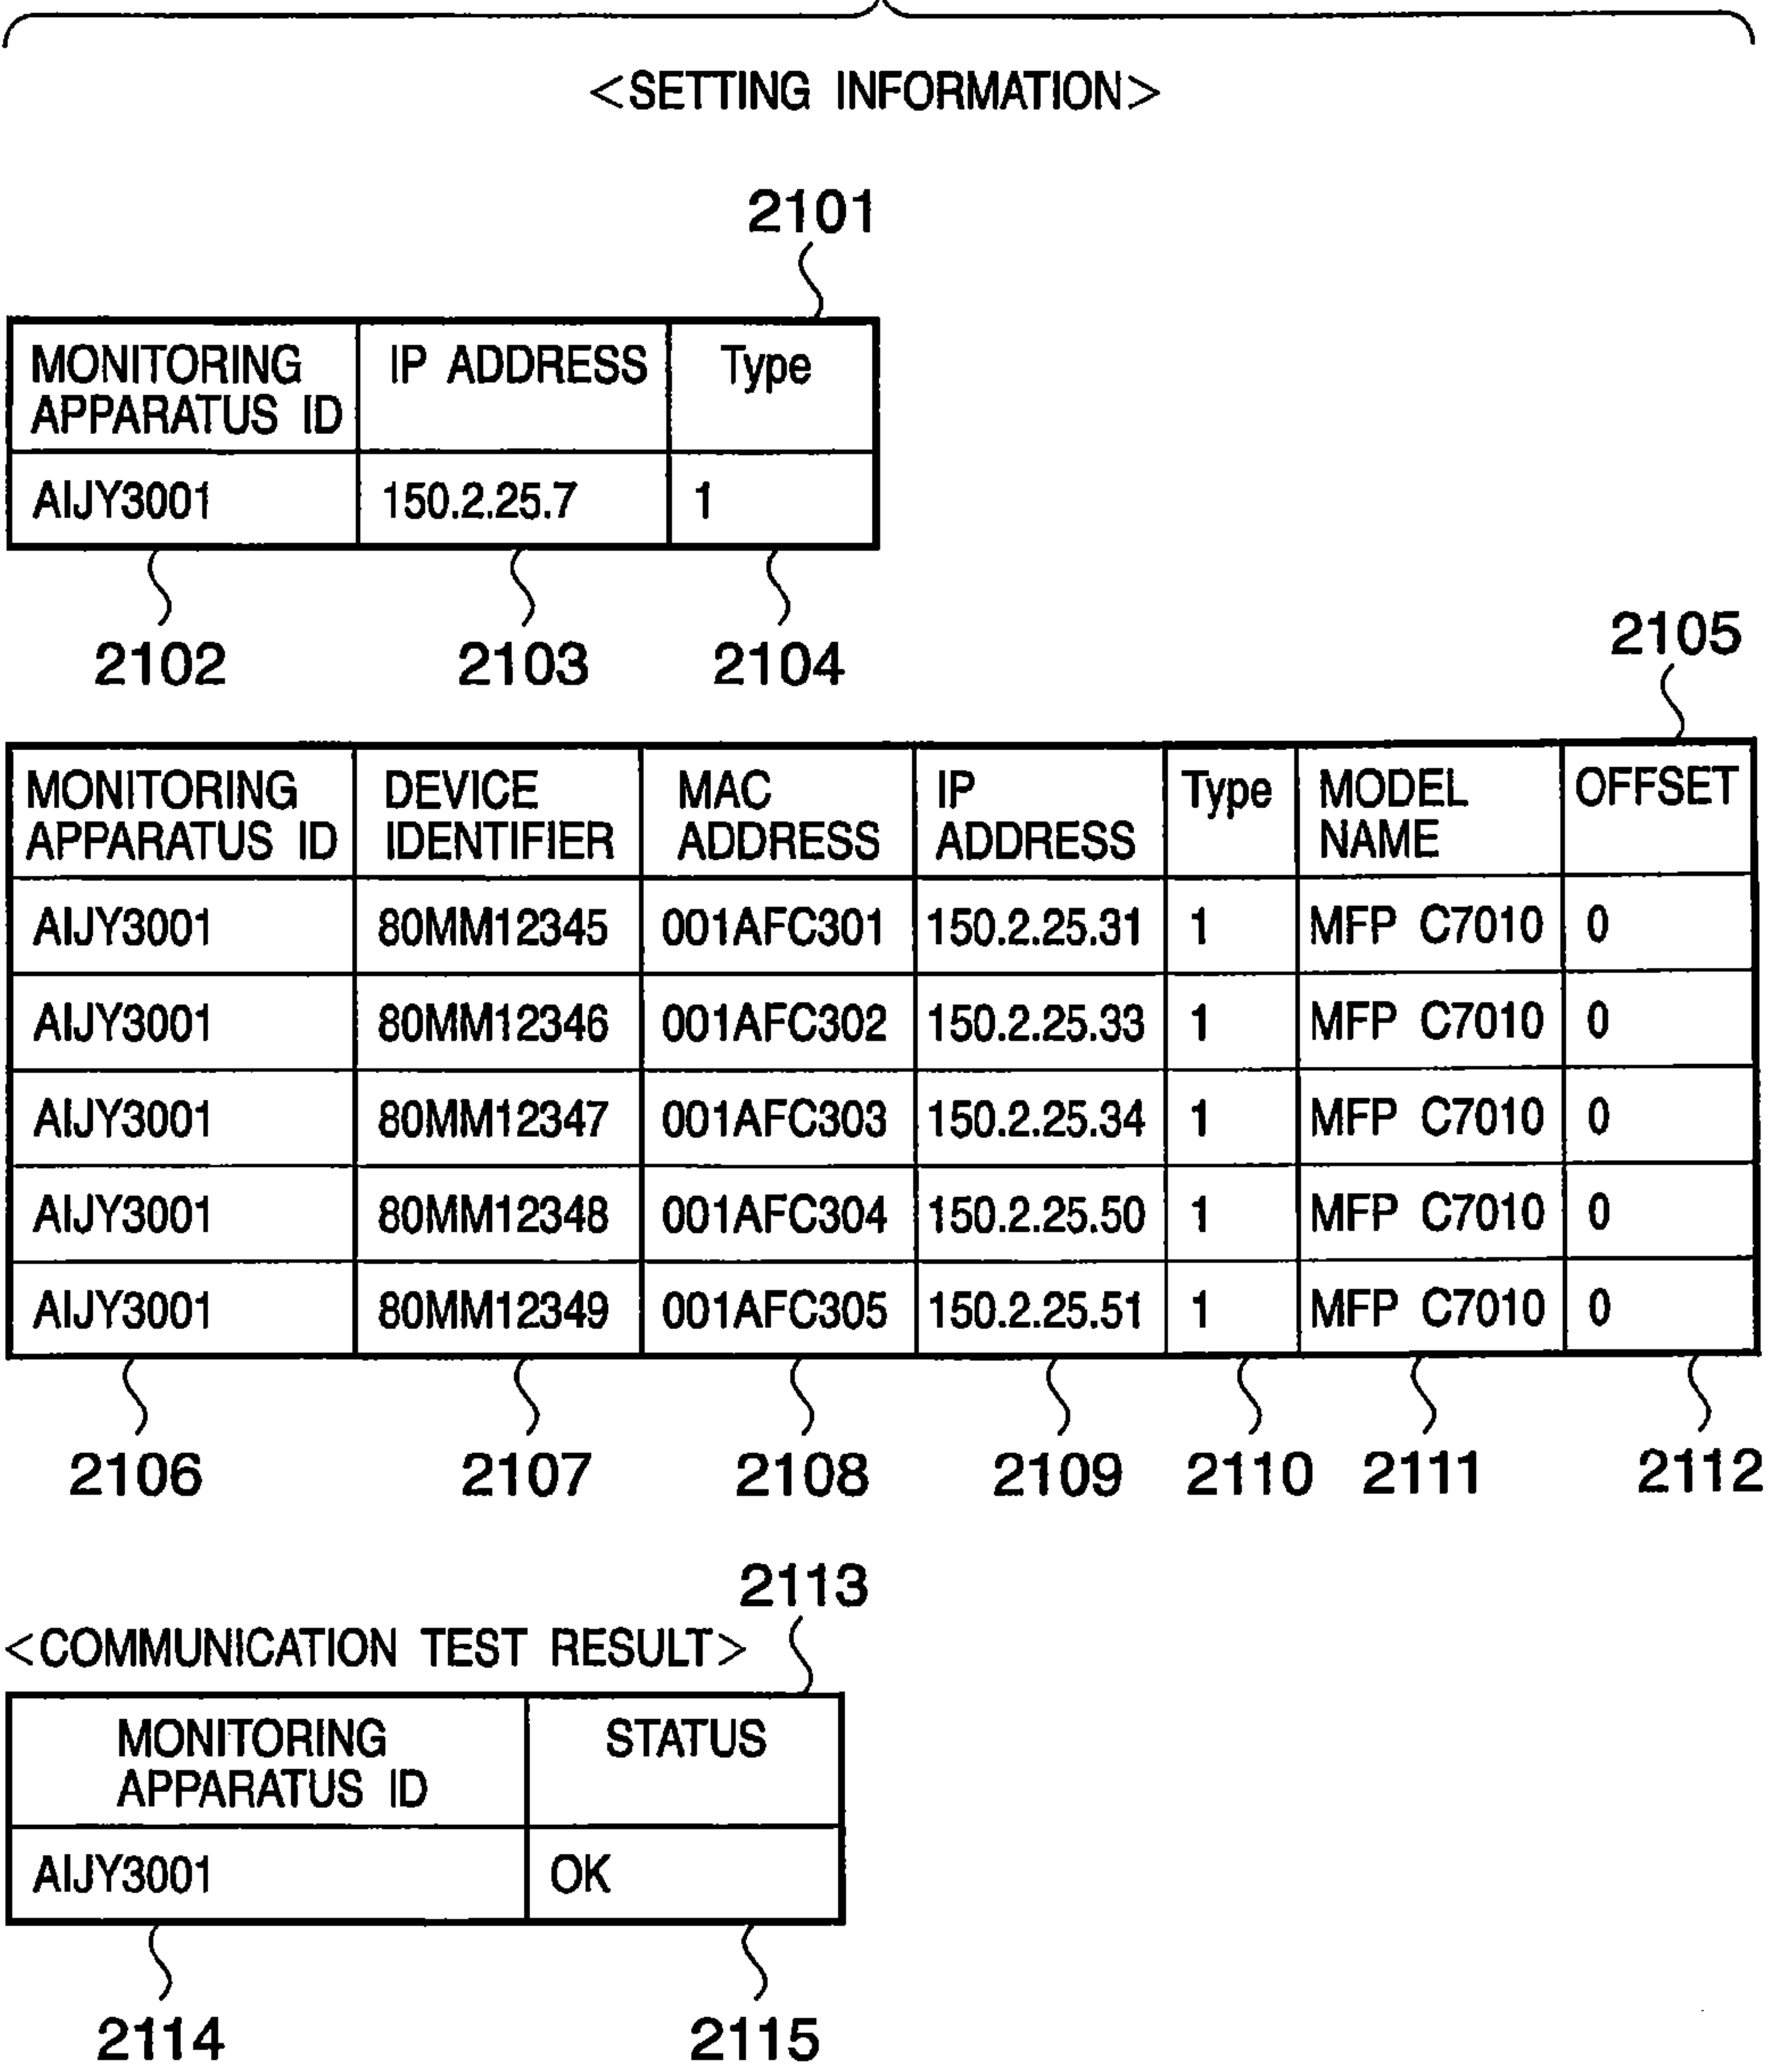 <SETTING INFORMATION>
2101
MONITORING APPARATUS ID IP ADDRESS Type
AIJY3001 150.2.25.7 1
2102 2103 2104
2105
MONITORING APPARATUS ID DEVICE IDENTIFIER MAC ADDRESS IP ADDRESS Type MODEL NAME OFFSET
AIJY3001 80MM12345 001AFC301 150.2.25.31 1 MFP C7010 0
AIJY3001 80MM12346 001AFC302 150.2.25.33 1 MFP C7010 0
AIJY3001 80MM12347 001AFC303 150.2.25.34 1 MFP C7010 0
AIJY3001 80MM12348 001AFC304 150.2.25.50 1 MFP C7010 0
AIJY3001 80MM12349 001AFC305 150.2.25.51 1 MFP C7010 0
2106 2107 2108 2109 2110 2111 2112
2113
<COMMUNICATION TEST RESULT>
MONITORING APPARATUS ID STATUS
AIJY3001 OK
2114 2115